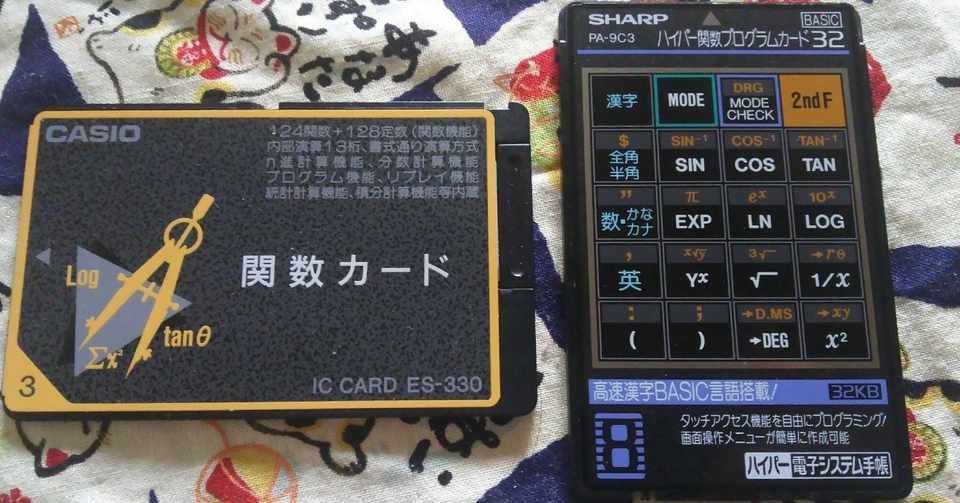 CASIO
・24関数+128定数(関数機能)
内部演算13桁、書式通り演算方式
n進計算機能、分数計算機能
プログラム機能、リプレイ機能
統計計算機能、積分計算機能等内蔵
Log
関数カード
tanθ
Σx²
3
IC CARD ES-330
SHARP
BASIC
PA-9C3 ハイパー関数プログラムカード32
漢字 MODE DRG MODE CHECK 2nd F
$ SIN⁻¹ COS⁻¹ TAN⁻¹
全角 半角 SIN COS TAN
" π eˣ 10ˣ
数・かな カナ EXP LN LOG
, ˣ√y ³√ →rθ
英 Yˣ √ 1/x
: ; →D.MS →xy
( ) →DEG x²
高速漢字BASIC言語搭載! 32KB
タッチアクセス機能を自由にプログラミング!
画面操作メニューが簡単に作成可能
ハイパー電子システム手帳
あはた